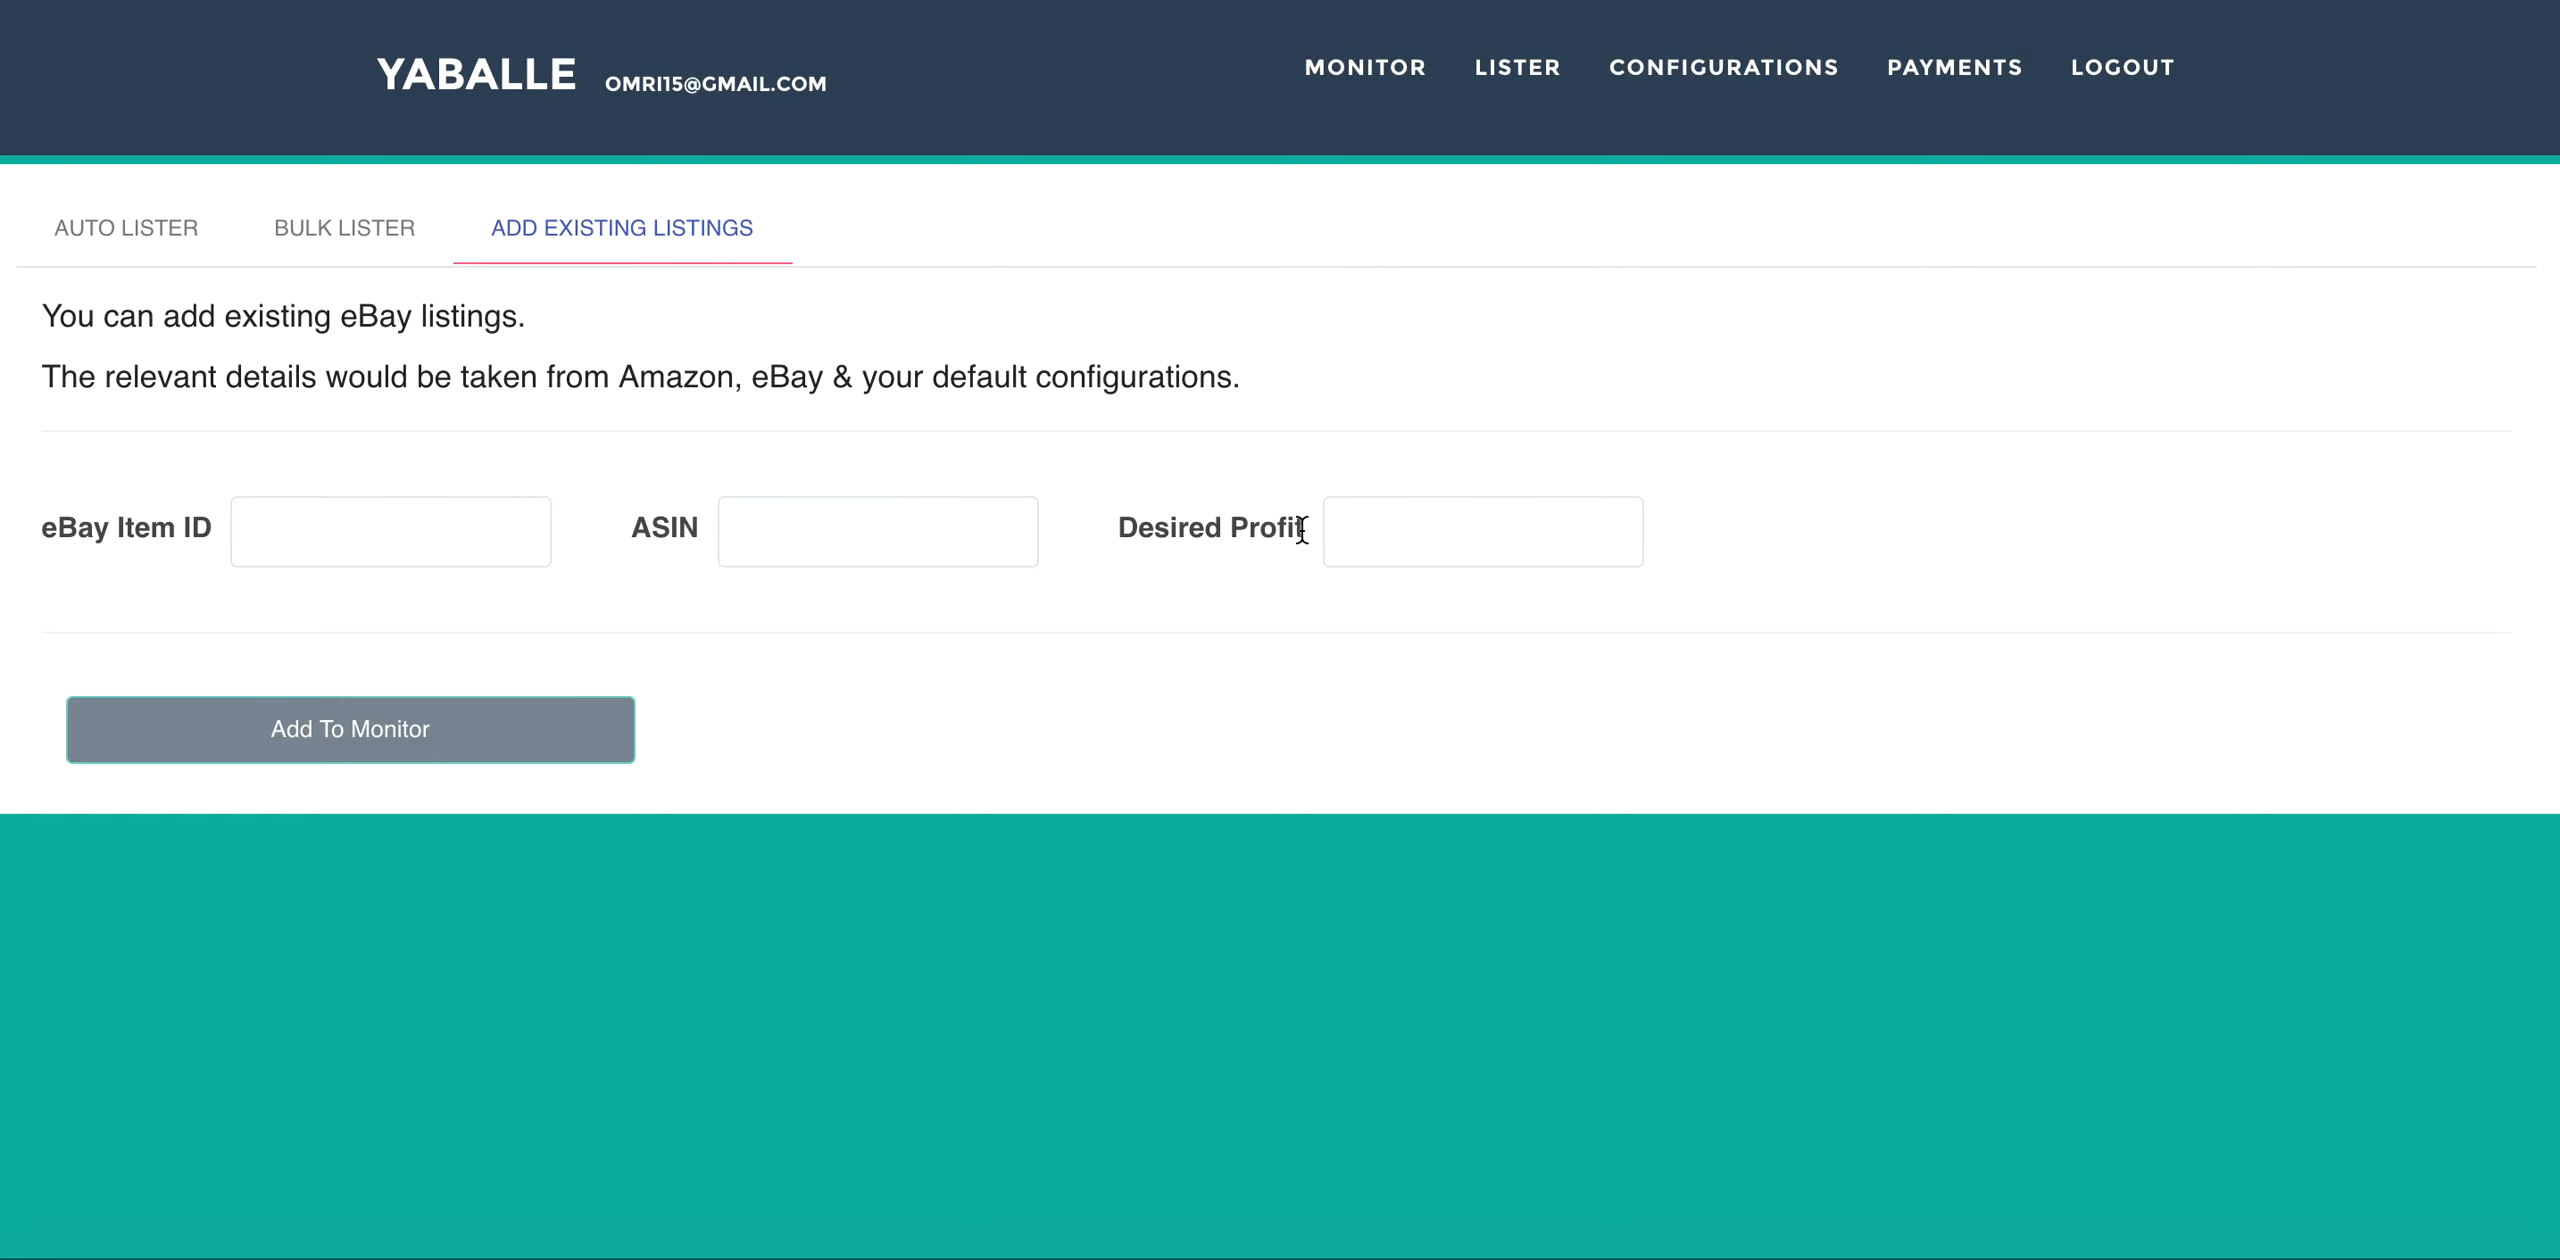 YABALLE OMRI15@GMAIL.COM MONITOR LISTER CONFIGURATIONS PAYMENTS LOGOUT
AUTO LISTER BULK LISTER ADD EXISTING LISTINGS
You can add existing eBay listings.
The relevant details would be taken from Amazon, eBay & your default configurations.
eBay Item ID ASIN Desired Profit
Add To Monitor